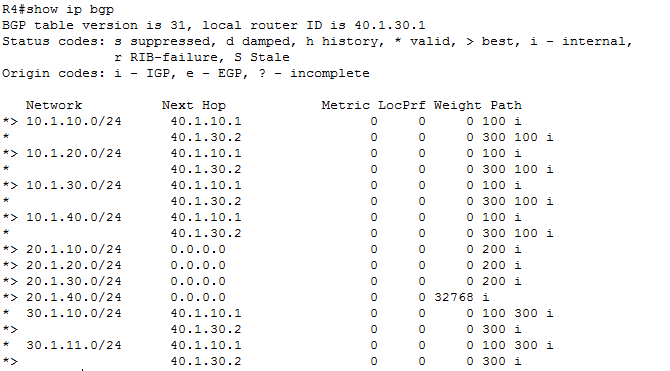 R4#show ip bgp
BGP table version is 31, local router ID is 40.1.30.1
Status codes: s suppressed, d damped, h history, * valid, > best, i - internal,
              r RIB-failure, S Stale
Origin codes: i - IGP, e - EGP, ? - incomplete

   Network          Next Hop            Metric LocPrf Weight Path
*> 10.1.10.0/24      40.1.10.1                0     0     0 100 i
*                    40.1.30.2                0     0     0 300 100 i
*> 10.1.20.0/24      40.1.10.1                0     0     0 100 i
*                    40.1.30.2                0     0     0 300 100 i
*> 10.1.30.0/24      40.1.10.1                0     0     0 100 i
*                    40.1.30.2                0     0     0 300 100 i
*> 10.1.40.0/24      40.1.10.1                0     0     0 100 i
*                    40.1.30.2                0     0     0 300 100 i
*> 20.1.10.0/24      0.0.0.0                  0     0     0 200 i
*> 20.1.20.0/24      0.0.0.0                  0     0     0 200 i
*> 20.1.30.0/24      0.0.0.0                  0     0     0 200 i
*> 20.1.40.0/24      0.0.0.0                  0     0 32768 i
*  30.1.10.0/24      40.1.10.1                0     0     0 100 300 i
*>                   40.1.30.2                0     0     0 300 i
*  30.1.11.0/24      40.1.10.1                0     0     0 100 300 i
*>                   40.1.30.2                0     0     0 300 i